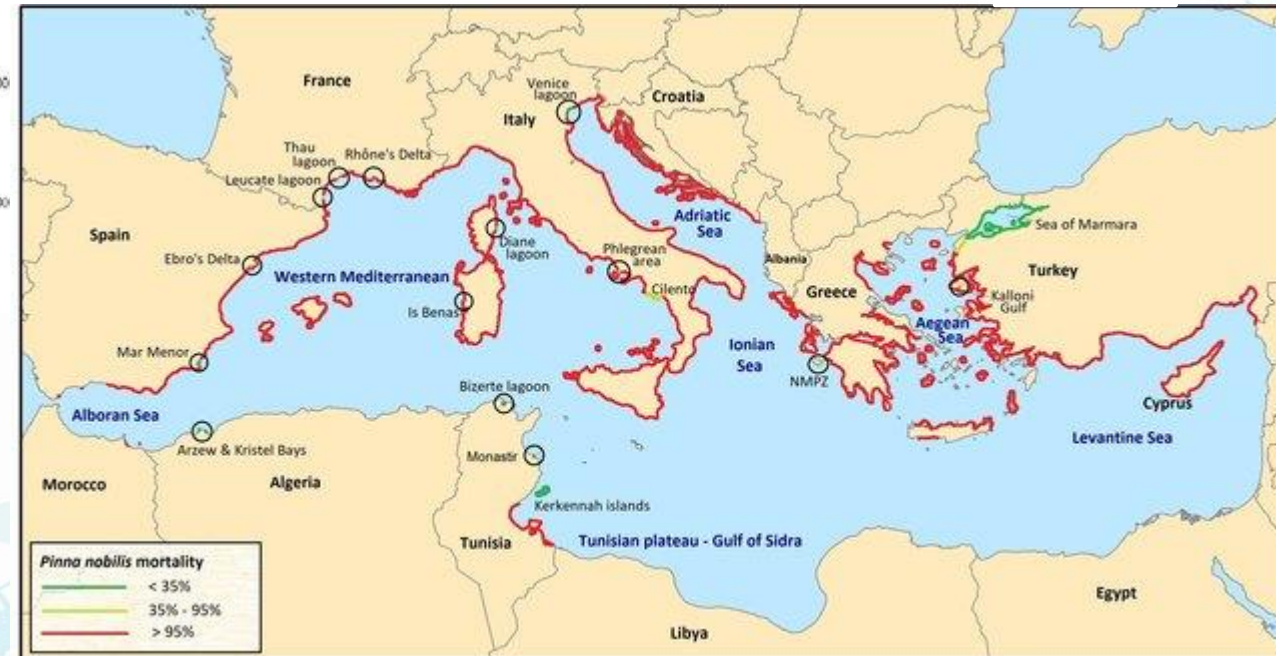 France
Venice
lagoon
Croatia
Italy
Thau
lagoon
Rhône's Delta
Leucate lagoon
Spain
Adriatic
Sea
Sea of Marmara
Diane
lagoon
Phlegrean
area
Albania
Ebro's Delta
Western Mediterranean
Turkey
Cilento
Greece
Kalloni
Gulf
Is Benas
Aegean
Sea
Ionian
Sea
Mar Menor
NMPZ
Bizerte lagoon
Cyprus
Alboran Sea
Levantine Sea
Arzew & Kristel Bays
Monastir
Morocco
Algeria
Kerkennah islands
Tunisia
Tunisian plateau - Gulf of Sidra
Pinna nobilis mortality
< 35%
35% - 95%
> 95%
Egypt
Libya